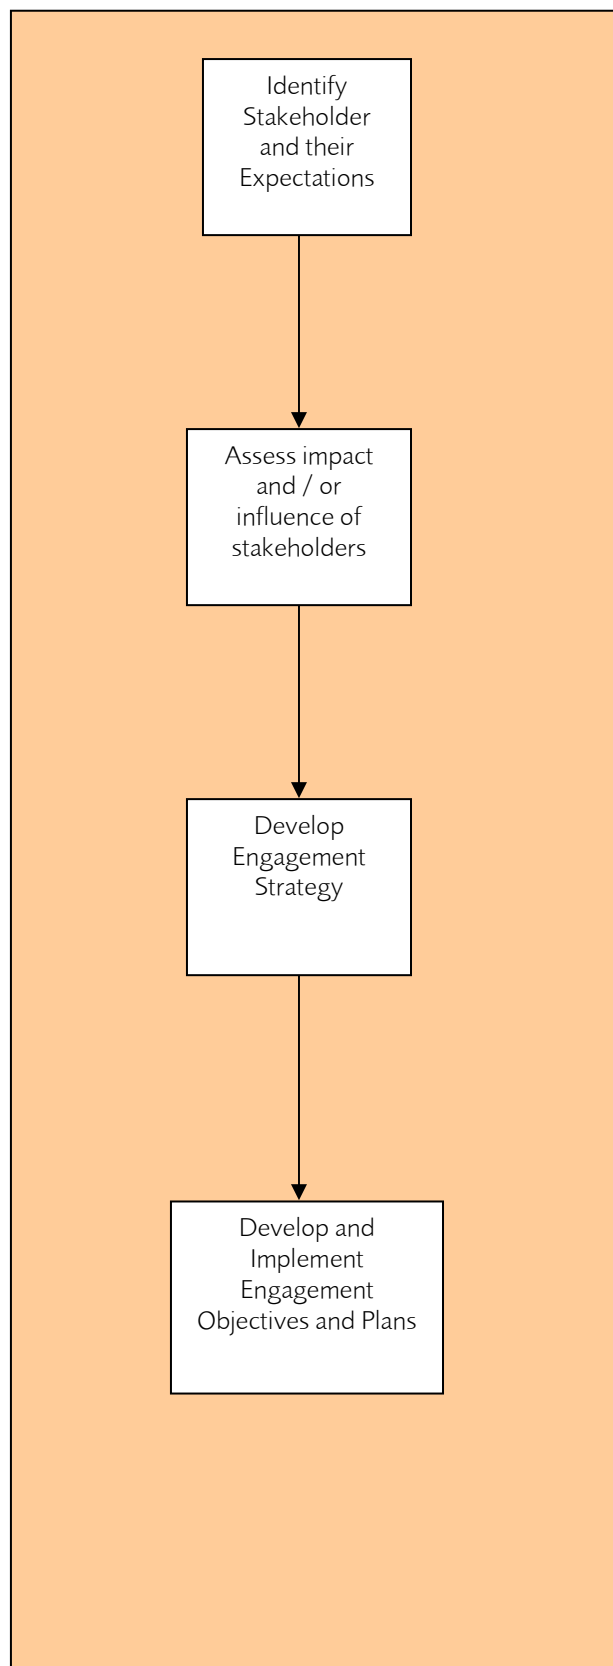 Identify
Stakeholder
and their
Expectations
Assess impact
and / or
influence of
stakeholders
Develop
Engagement
Strategy
Develop and
Implement
Engagement
Objectives and Plans